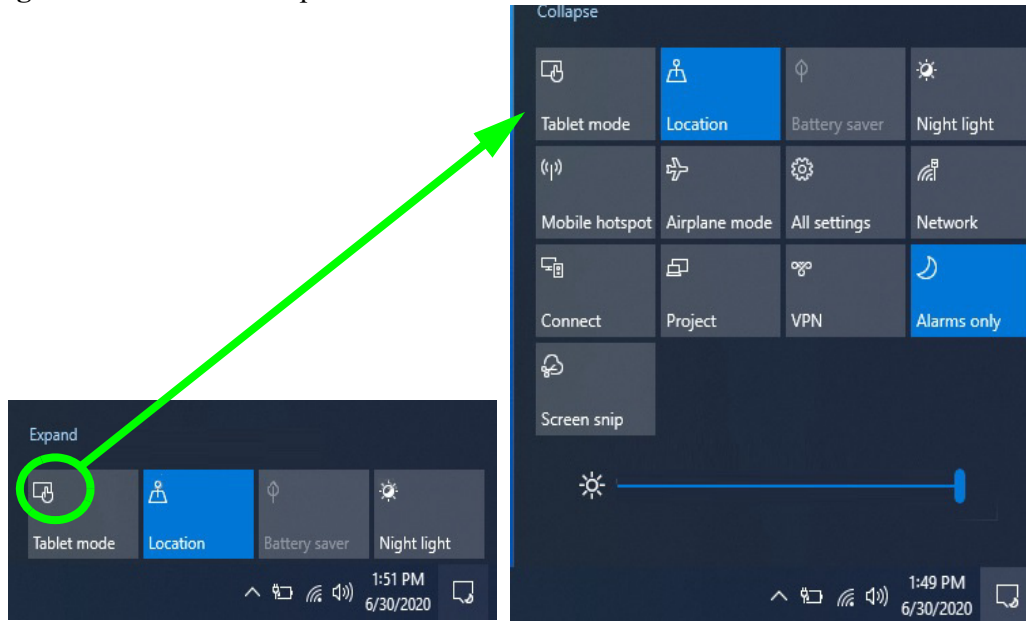 Collapse
Tablet mode Location Battery saver Night light
Mobile hotspot Airplane mode All settings Network
Connect Project VPN Alarms only
Screen snip
1:49 PM
6/30/2020
Expand
Tablet mode Location Battery saver Night light
1:51 PM
6/30/2020